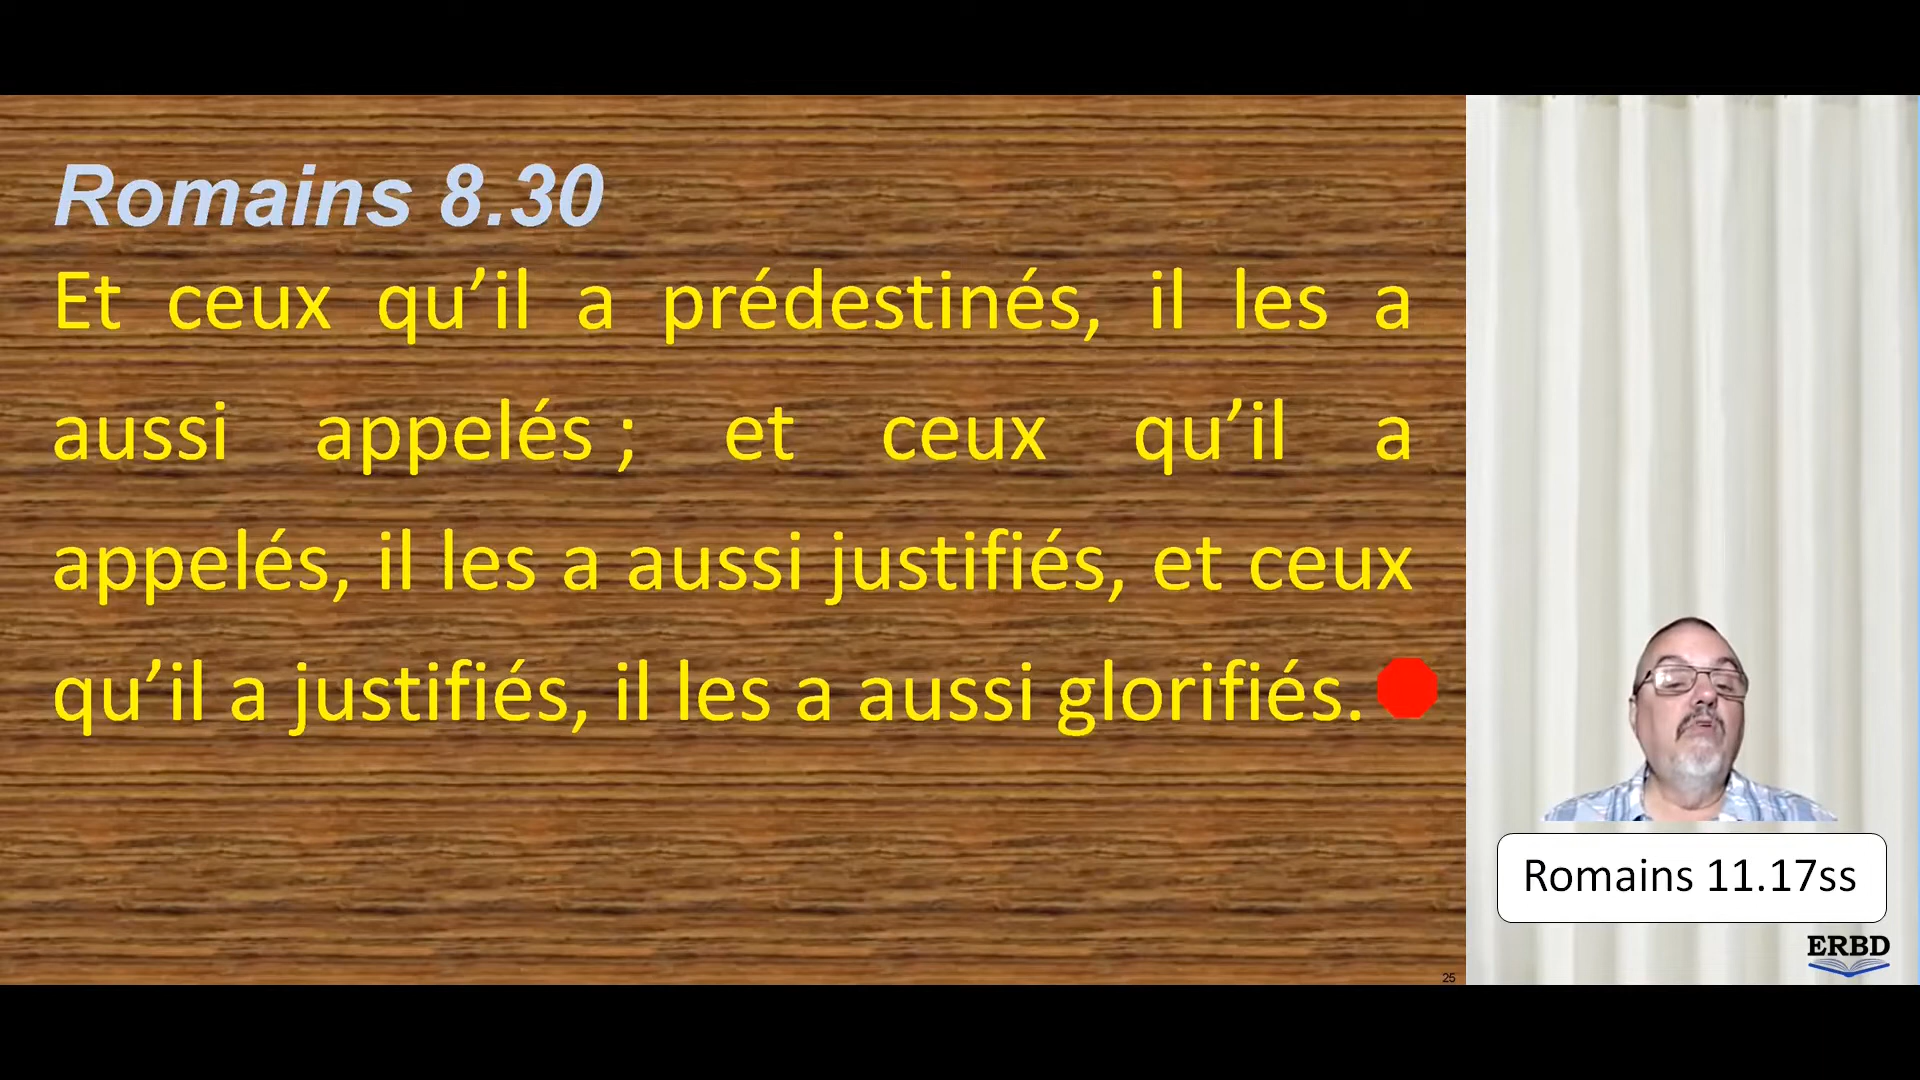 Romains 8.30
Et ceux qu’il a prédestinés, il les a
aussi appelés ; et ceux qu’il a
appelés, il les a aussi justifiés, et ceux
qu’il a justifiés, il les a aussi glorifiés.
Romains 11.17ss
ERBD
25